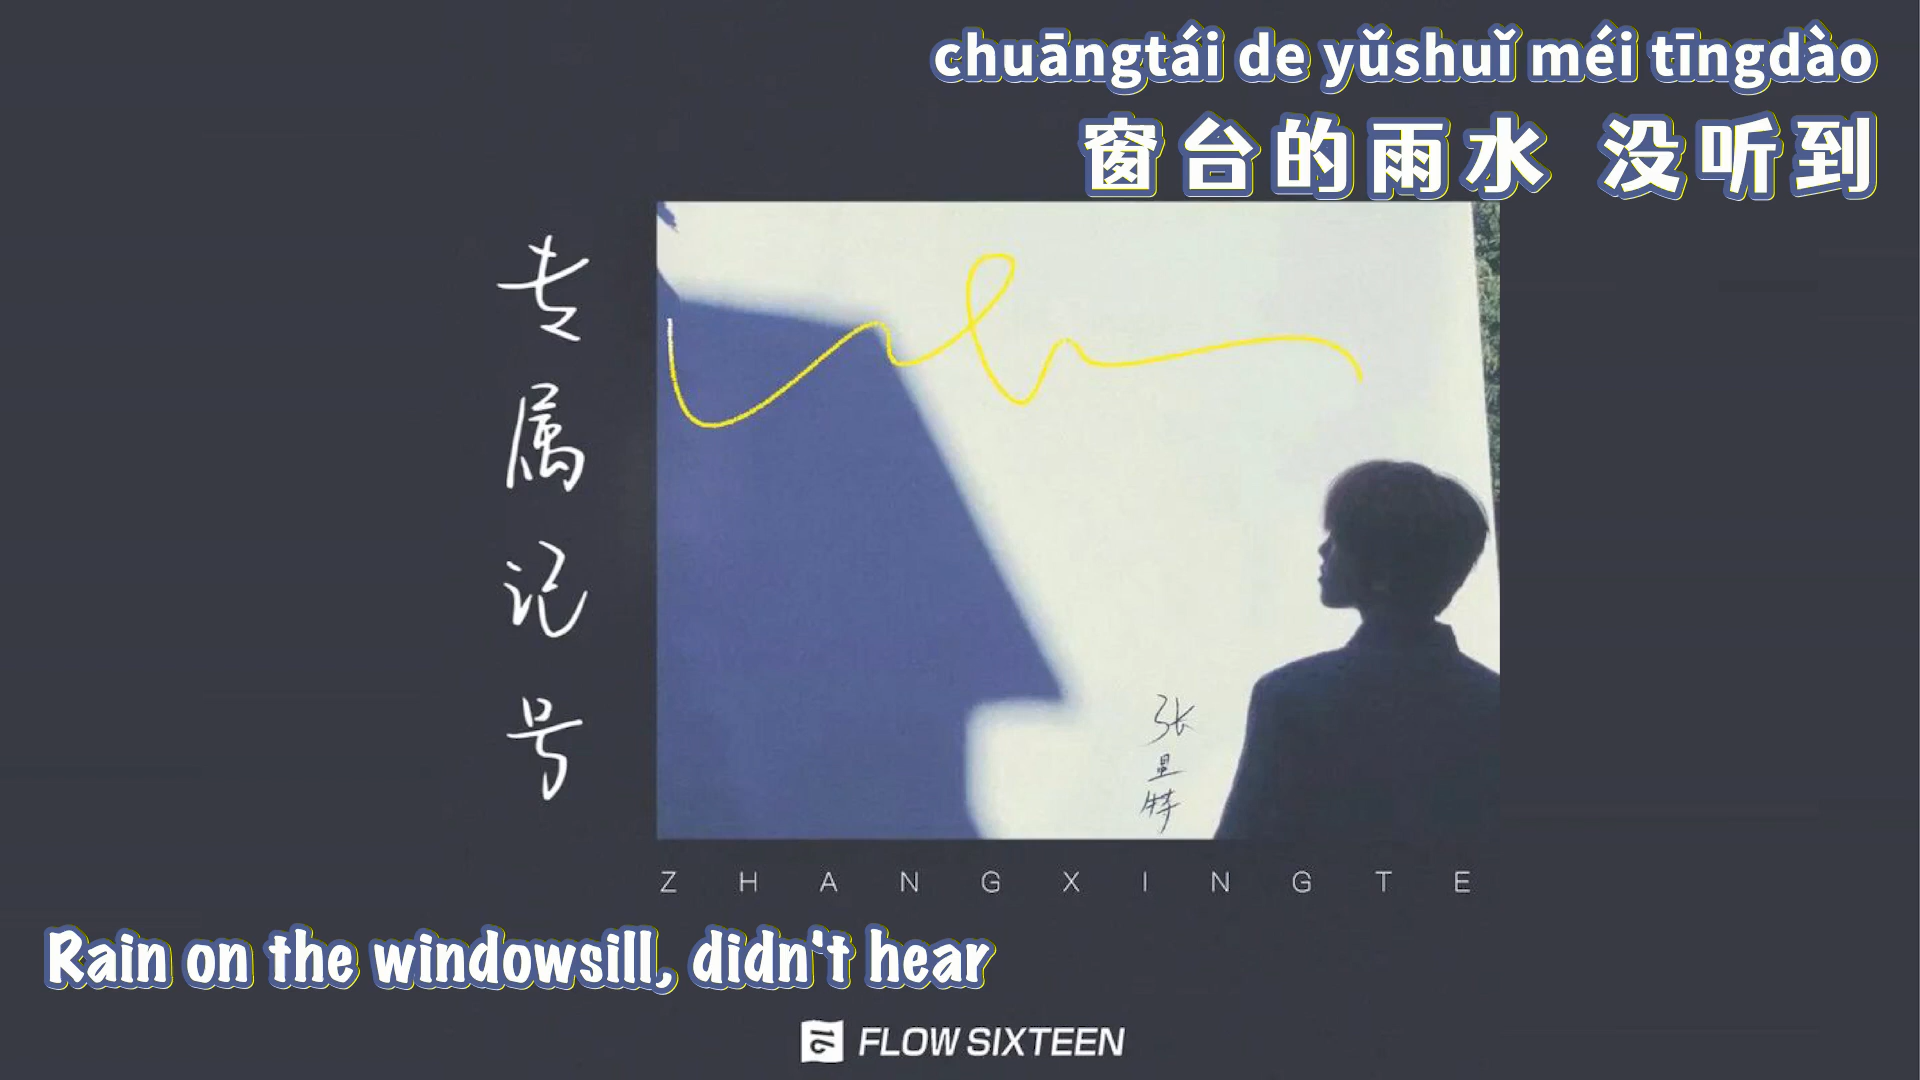 chuāngtái de yǔshuǐ méi tīngdào
窗台的雨水 没听到
专属记号
张星特
ZHANGXINGTE
Rain on the windowsill, didn't hear
FLOW SIXTEEN